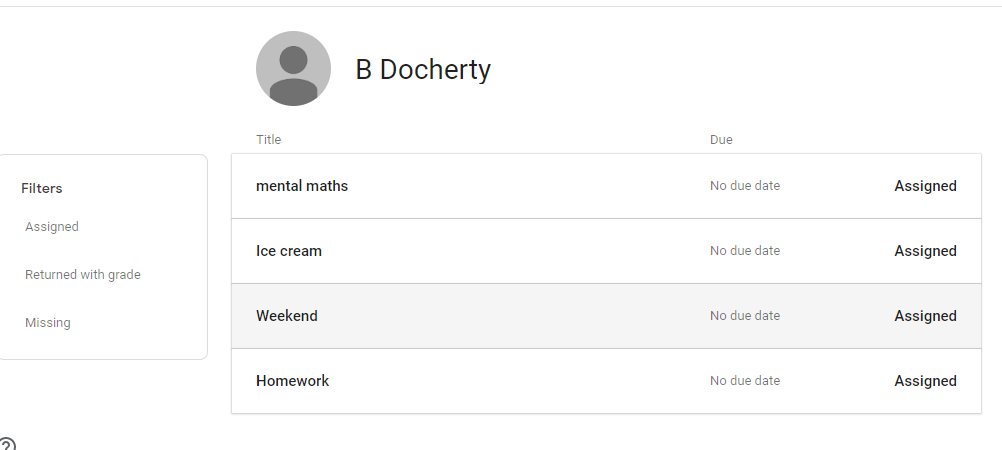 B Docherty
Title Due
Filters
Assigned
Returned with grade
Missing
mental maths No due date Assigned
Ice cream No due date Assigned
Weekend No due date Assigned
Homework No due date Assigned
?